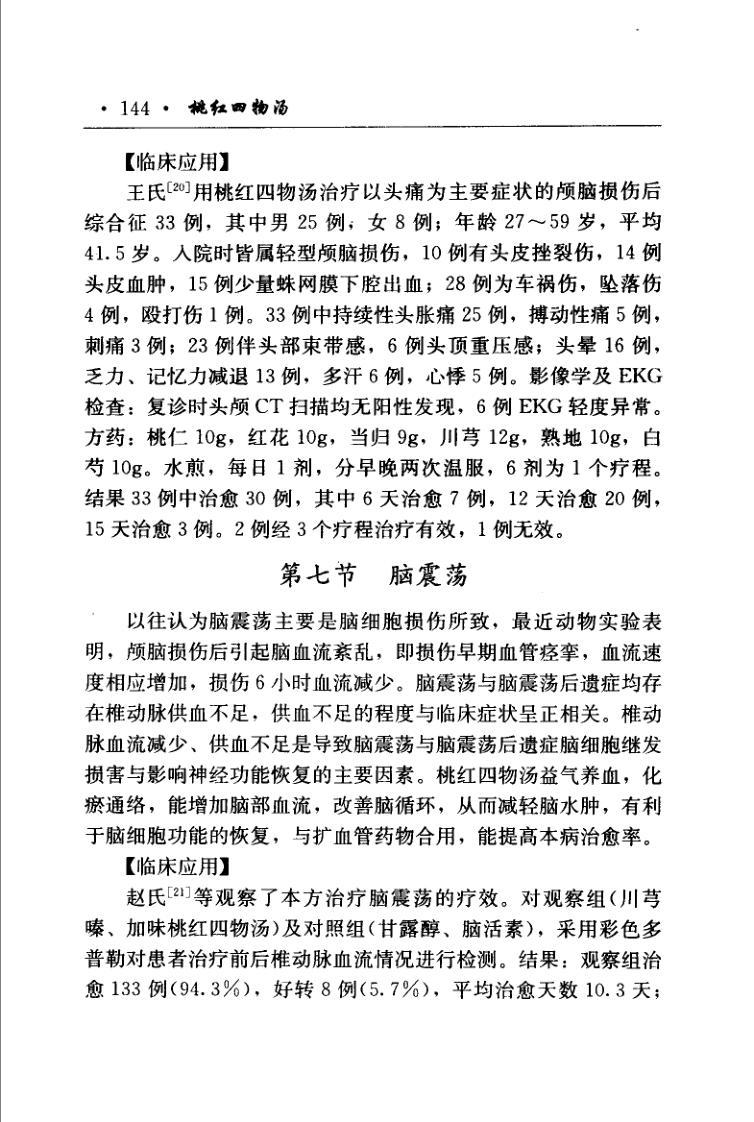 · 144 · 桃红四物汤
【临床应用】
王氏[20]用桃红四物汤治疗以头痛为主要症状的颅脑损伤后
综合征 33 例，其中男 25 例，女 8 例；年龄 27～59 岁，平均
41.5 岁。入院时皆属轻型颅脑损伤，10 例有头皮挫裂伤，14 例
头皮血肿，15 例少量蛛网膜下腔出血；28 例为车祸伤，坠落伤
4 例，殴打伤 1 例。33 例中持续性头胀痛 25 例，搏动性痛 5 例，
刺痛 3 例；23 例伴头部束带感，6 例头顶重压感；头晕 16 例，
乏力、记忆力减退 13 例，多汗 6 例，心悸 5 例。影像学及 EKG
检查：复诊时头颅 CT 扫描均无阳性发现，6 例 EKG 轻度异常。
方药：桃仁 10g，红花 10g，当归 9g，川芎 12g，熟地 10g，白
芍 10g。水煎，每日 1 剂，分早晚两次温服，6 剂为 1 个疗程。
结果 33 例中治愈 30 例，其中 6 天治愈 7 例，12 天治愈 20 例，
15 天治愈 3 例。2 例经 3 个疗程治疗有效，1 例无效。
第七节 脑震荡
以往认为脑震荡主要是脑细胞损伤所致，最近动物实验表
明，颅脑损伤后引起脑血流紊乱，即损伤早期血管痉挛，血流速
度相应增加，损伤 6 小时血流减少。脑震荡与脑震荡后遗症均存
在椎动脉供血不足，供血不足的程度与临床症状呈正相关。椎动
脉血流减少、供血不足是导致脑震荡与脑震荡后遗症脑细胞继发
损害与影响神经功能恢复的主要因素。桃红四物汤益气养血，化
瘀通络，能增加脑部血流，改善脑循环，从而减轻脑水肿，有利
于脑细胞功能的恢复，与扩血管药物合用，能提高本病治愈率。
【临床应用】
赵氏[21]等观察了本方治疗脑震荡的疗效。对观察组(川芎
嗪、加味桃红四物汤)及对照组(甘露醇、脑活素)，采用彩色多
普勒对患者治疗前后椎动脉血流情况进行检测。结果：观察组治
愈 133 例(94.3%)，好转 8 例(5.7%)，平均治愈天数 10.3 天；